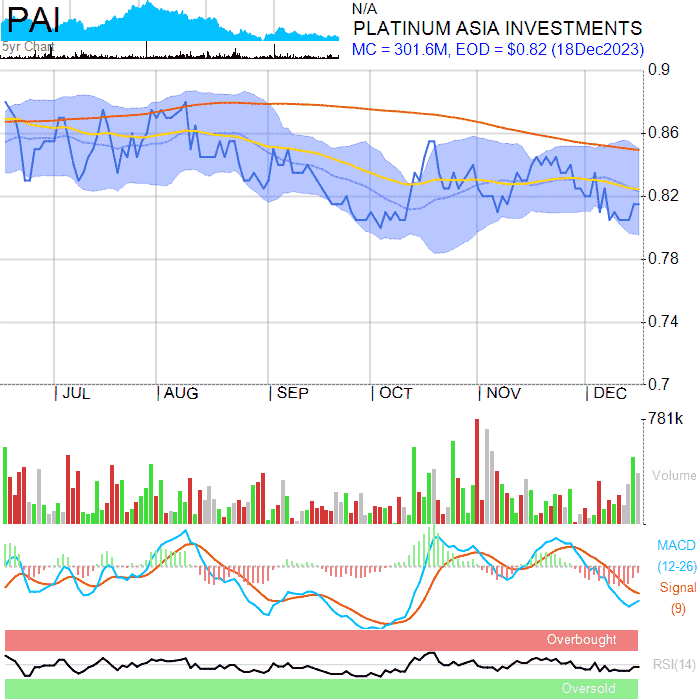 PAI
5yr Chart
N/A
PLATINUM ASIA INVESTMENTS
MC = 301.6M, EOD = $0.82 (18Dec2023)
0.9
0.86
0.82
0.78
0.74
0.7
JUL AUG SEP OCT NOV DEC
781k
Volume
MACD
(12-26)
Signal
(9)
Overbought
RSI(14)
Oversold